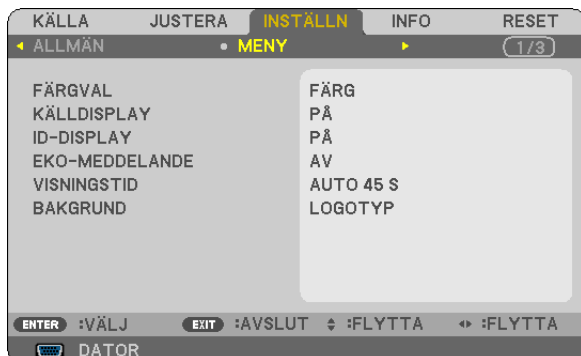 KÄLLA JUSTERA INSTÄLLN INFO RESET
ALLMÄN MENY 1/3
FÄRGVAL FÄRG
KÄLLDISPLAY PÅ
ID-DISPLAY PÅ
EKO-MEDDELANDE AV
VISNINGSTID AUTO 45 S
BAKGRUND LOGOTYP
ENTER :VÄLJ EXIT :AVSLUT :FLYTTA :FLYTTA
DATOR